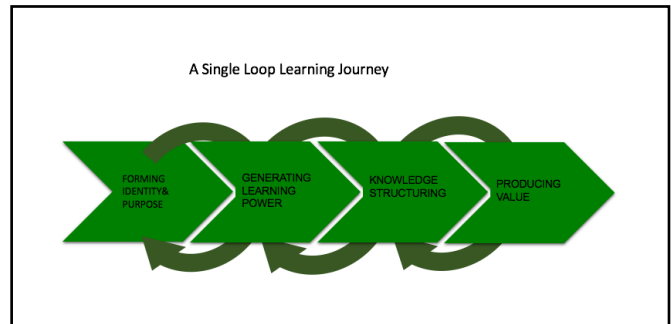 A Single Loop Learning Journey
FORMING
IDENTITY&
PURPOSE
GENERATING
LEARNING
POWER
KNOWLEDGE
STRUCTURING
PRODUCING
VALUE